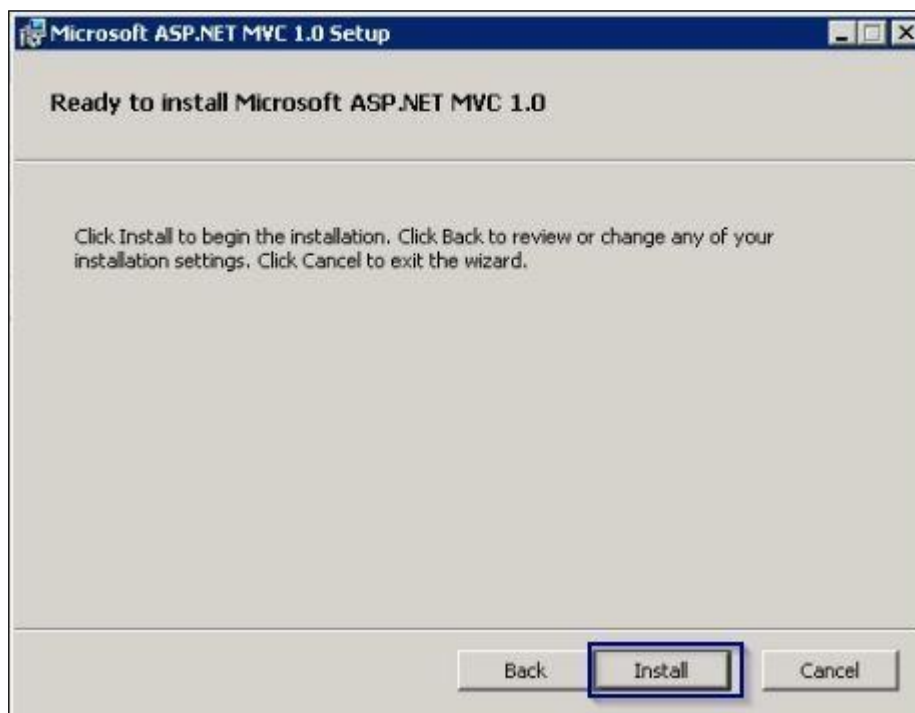 Microsoft ASP.NET MVC 1.0 Setup
Ready to install Microsoft ASP.NET MVC 1.0
Click Install to begin the installation. Click Back to review or change any of your
installation settings. Click Cancel to exit the wizard.
Back Install Cancel